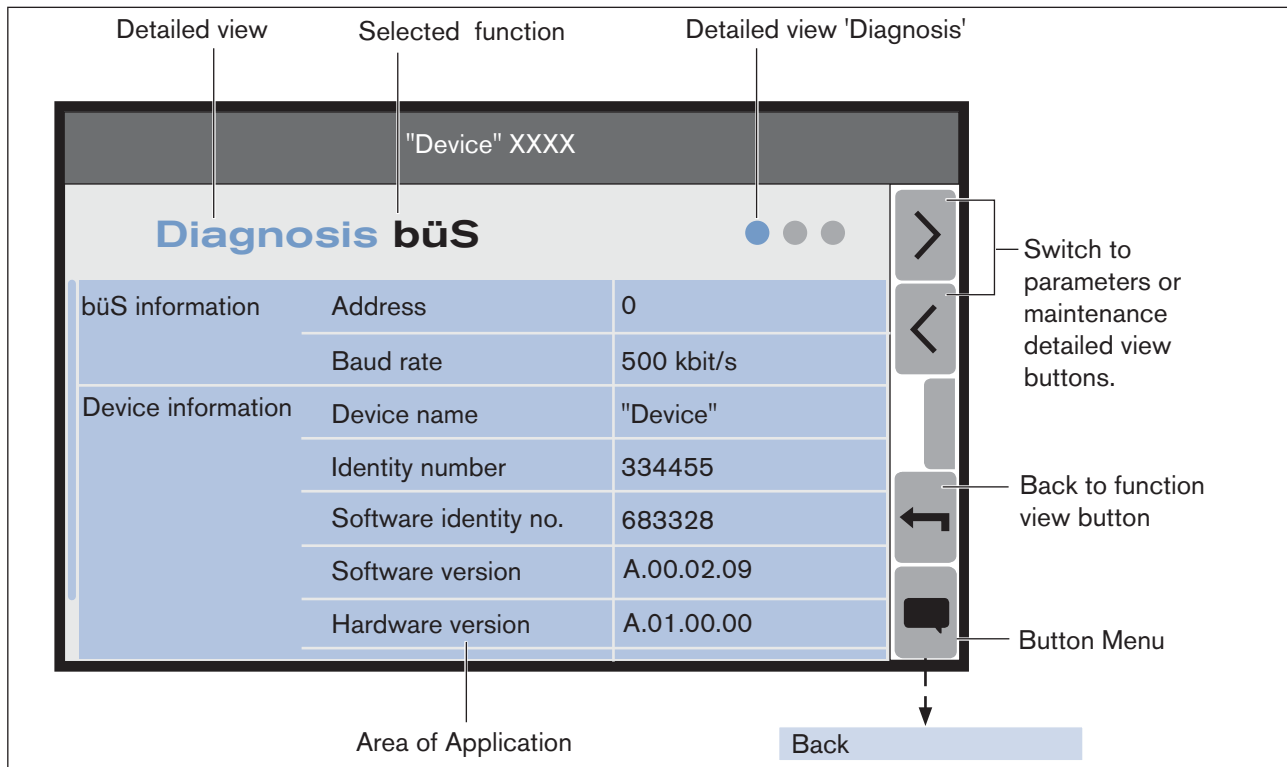 Detailed view
Selected function
Detailed view 'Diagnosis'
"Device" XXXX
Diagnosis büS
büS information Address 0
Baud rate 500 kbit/s
Device information Device name "Device"
Identity number 334455
Software identity no. 683328
Software version A.00.02.09
Hardware version A.01.00.00
Switch to
parameters or
maintenance
detailed view
buttons.
Back to function
view button
Button Menu
Area of Application
Back